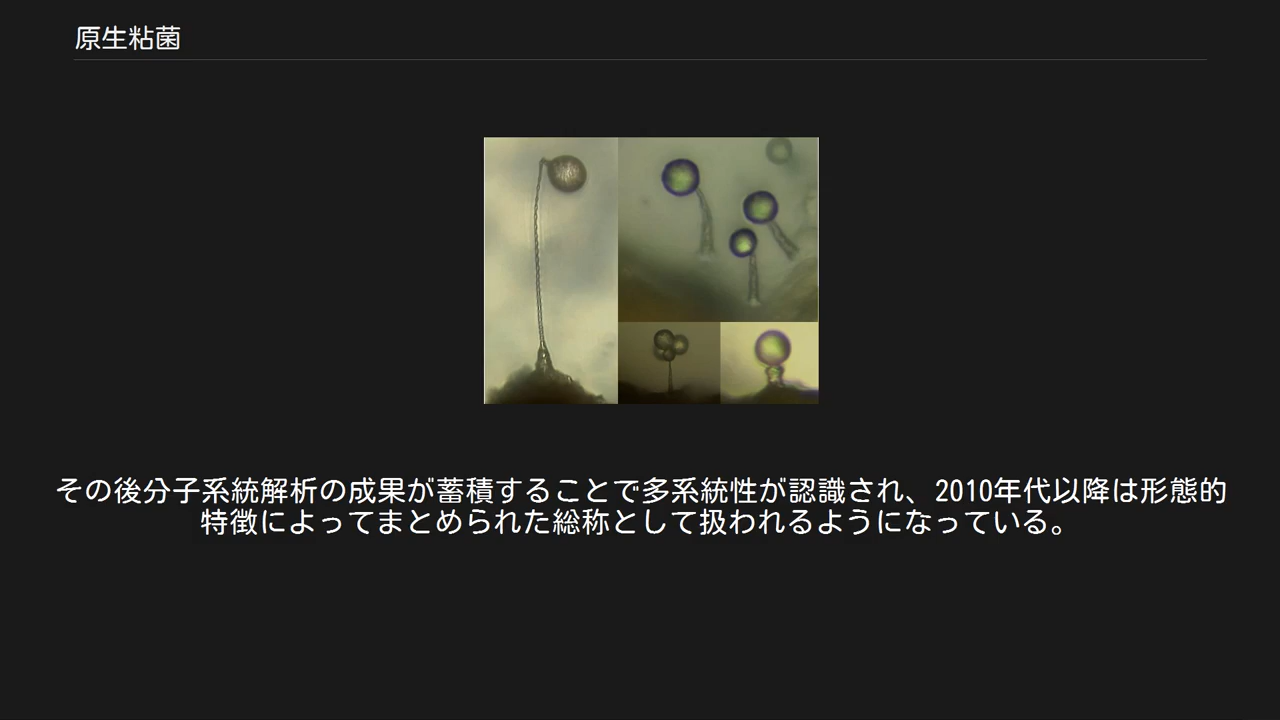 原生粘菌
その後分子系統解析の成果が蓄積することで多系統性が認識され、2010年代以降は形態的
特徴によってまとめられた総称として扱われるようになっている。